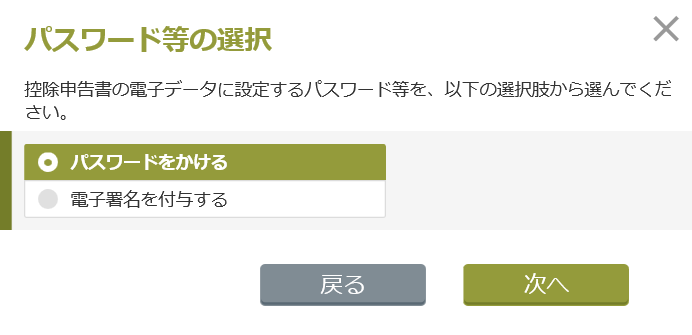 パスワード等の選択
控除申告書の電子データに設定するパスワード等を、以下の選択肢から選んでくだ
さい。
パスワードをかける
電子署名を付与する
戻る
次へ